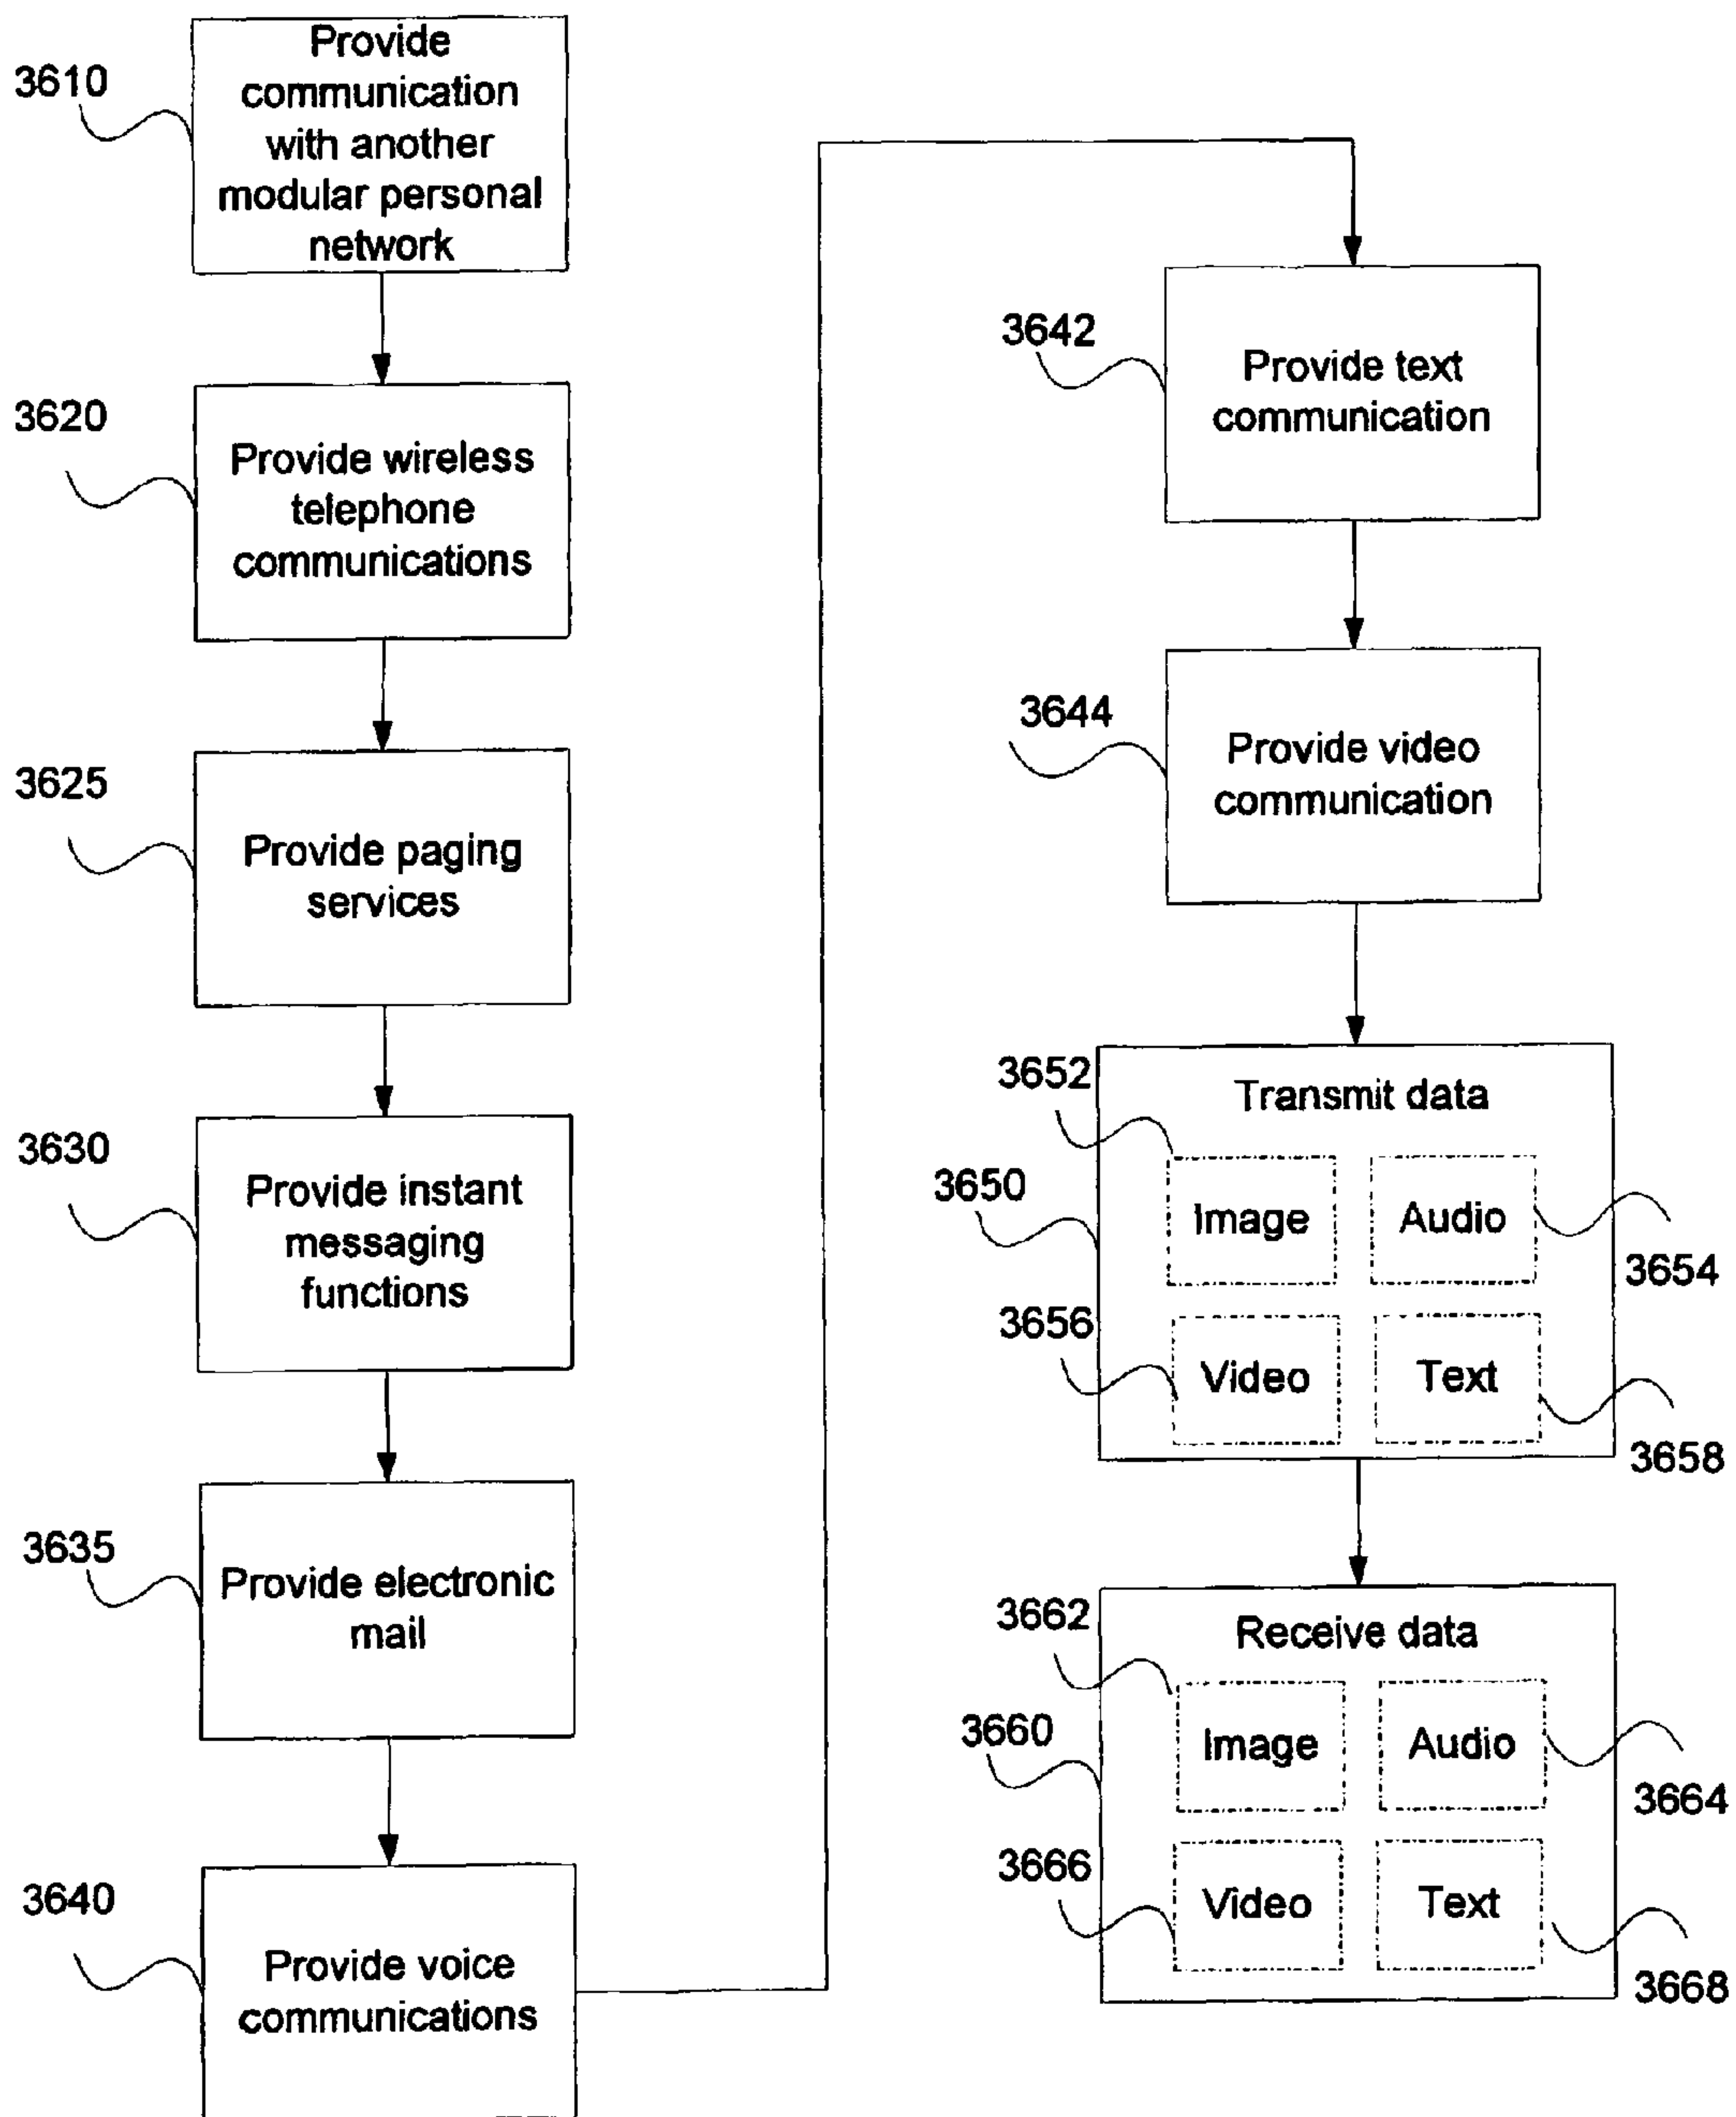 3610
Provide
communication
with another
modular personal
network
3620
Provide wireless
telephone
communications
3625
Provide paging
services
3630
Provide instant
messaging
functions
3635
Provide electronic
mail
3640
Provide voice
communications
3642
Provide text
communication
3644
Provide video
communication
3650
Transmit data
3652
Image
Audio
3654
3656
Video
Text
3658
3660
Receive data
3662
Image
Audio
3664
3666
Video
Text
3668